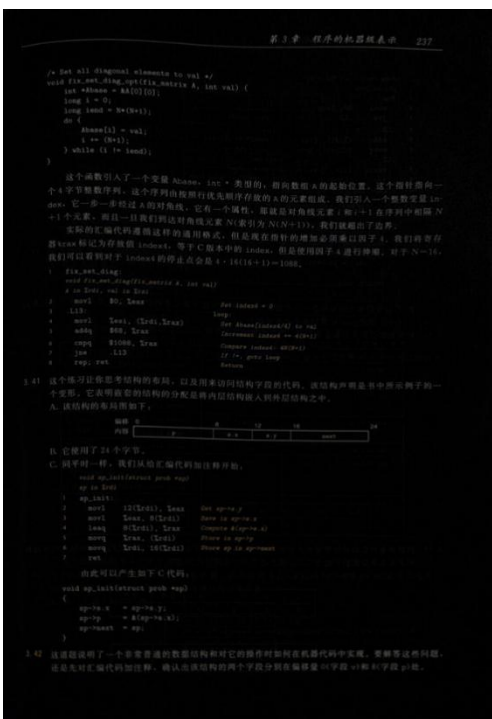 第 3 章 程序的机器级表示 237
/* Set all diagonal elements to val */
void fix_set_diag_opt(fix_matrix A, int val) {
int *Abase = &A[0][0];
long i = 0;
long iend = N*(N+1);
do {
Abase[i] = val;
i += (N+1);
} while (i != iend);
}
这个函数引入了一个变量 Abase，int * 类型的，指向数组 A 的起始位置。这个指针指向一
个 4 字节整数序列，这个序列由按照行优先顺序存放的 A 的元素组成。我们引入一个整数变量 in-
dex，它一步一步经过 A 的对角线，它有一个属性，那就是对角线元素 i 和 i+1 在序列中相隔 N
+1 个元素，而且一旦我们到达对角线元素 N(索引为 N(N+1))，我们就超出了边界。
实际的汇编代码遵循这样的通用格式，但是现在指针的增加必须乘以因子 4。我们将寄存
器 %rax 标记为存放值 index4，等于 C 版本中的 index，但是使用因子 4 进行伸缩。对于 N=16，
我们可以看到对于 index4 的停止点会是 4·16(16+1)=1088。
1 fix_set_diag:
void fix_set_diag(fix_matrix A, int val)
A in %rdi, val in %rsi
2 movl $0, %eax Set index4 = 0
3 .L13: loop:
4 movl %esi, (%rdi,%rax) Set Abase[index4/4] to val
5 addq $68, %rax Increment index4 += 4(N+1)
6 cmpq $1088, %rax Compare index4: 4N(N+1)
7 jne .L13 If !=, goto loop
8 rep; ret Return
3.41 这个练习让你思考结构的布局，以及用来访问结构字段的代码。该结构声明是书中所示例子的一
个变形。它表明嵌套的结构的分配是将内层结构嵌入到外层结构之中。
A. 该结构的布局图如下：
偏移 0 8 12 16 24
内容 p s.x s.y next
B. 它使用了 24 个字节。
C. 同平时一样，我们从给汇编代码加注释开始。
void sp_init(struct prob *sp)
sp in %rdi
1 sp_init:
2 movl 12(%rdi), %eax Get sp->s.y
3 movl %eax, 8(%rdi) Save in sp->s.x
4 leaq 8(%rdi), %rax Compute &(sp->s.x)
5 movq %rax, (%rdi) Store in sp->p
6 movq %rdi, 16(%rdi) Store sp in sp->next
7 ret
由此可以产生如下 C 代码：
void sp_init(struct prob *sp)
{
sp->s.x = sp->s.y;
sp->p = &(sp->s.x);
sp->next = sp;
}
3.42 这道题说明了一个非常普通的数据结构和对它的操作时如何在机器代码中实现。要解答这些问题，
还是先对汇编代码加注释，确认出该结构的两个字段分别在偏移量 0(字段 v)和 8(字段 p)处。